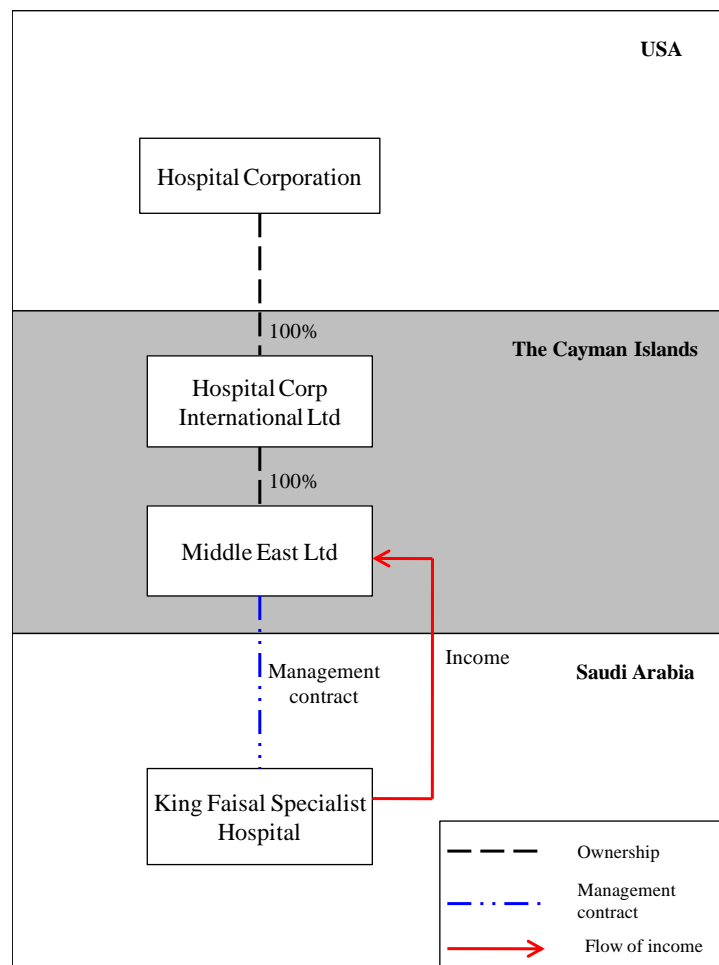 USA
Hospital Corporation
100%
The Cayman Islands
Hospital Corp
International Ltd
100%
Middle East Ltd
Income
Management
contract
Saudi Arabia
King Faisal Specialist
Hospital
Ownership
Management
contract
Flow of income